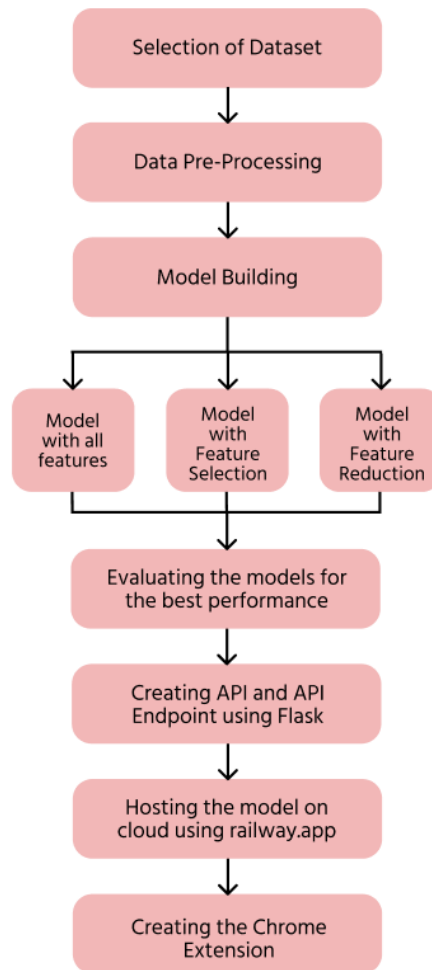 Selection of Dataset
Data Pre-Processing
Model Building
Model
with all
features
Model
with
Feature
Selection
Model
with
Feature
Reduction
Evaluating the models for
the best performance
Creating API and API
Endpoint using Flask
Hosting the model on
cloud using railway.app
Creating the Chrome
Extension